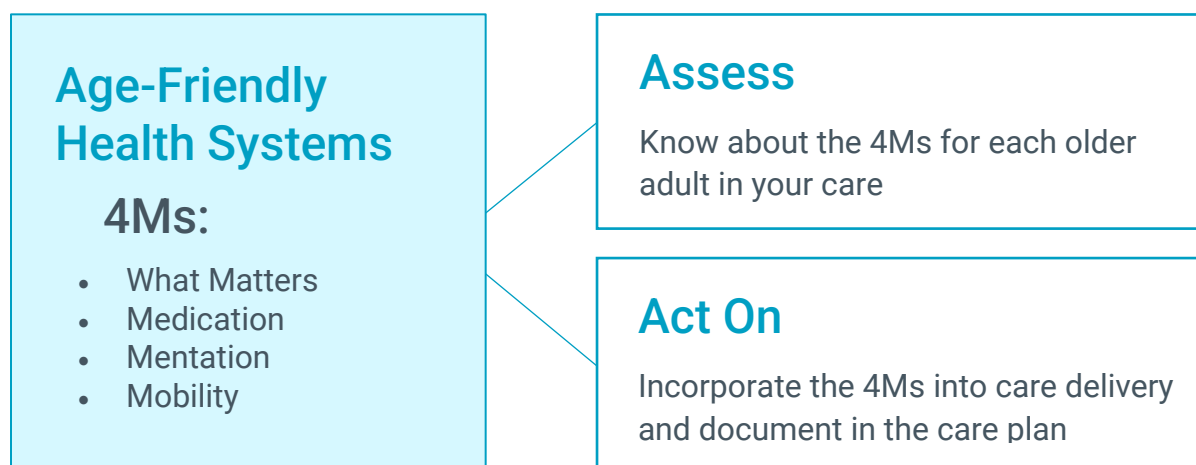 Age-Friendly
Health Systems
4Ms:
• What Matters
• Medication
• Mentation
• Mobility
Assess
Know about the 4Ms for each older
adult in your care
Act On
Incorporate the 4Ms into care delivery
and document in the care plan